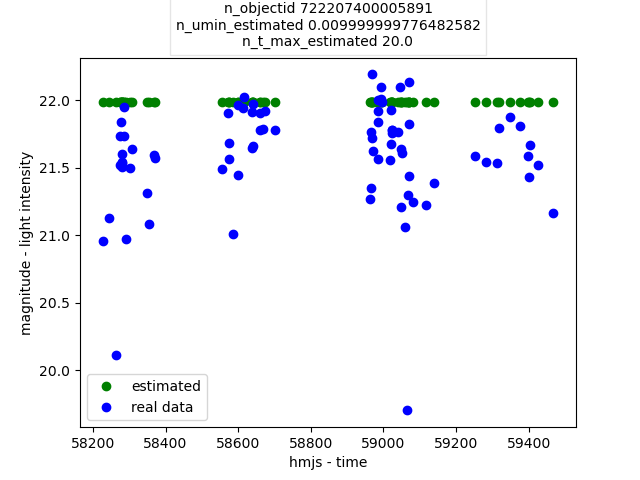 n_objectid 722207400005891
n_umin_estimated 0.009999999776482582
n_t_max_estimated 20.0
magnitude - light intensity
22.0
21.5
21.0
20.5
20.0
estimated
real data
58200 58400 58600 58800 59000 59200 59400
hmjs - time